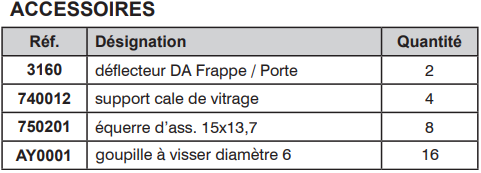 ACCESSOIRES
Réf. Désignation Quantité
3160 déflecteur DA Frappe / Porte 2
740012 support cale de vitrage 4
750201 équerre d'ass. 15x13,7 8
AY0001 goupille à visser diamètre 6 16